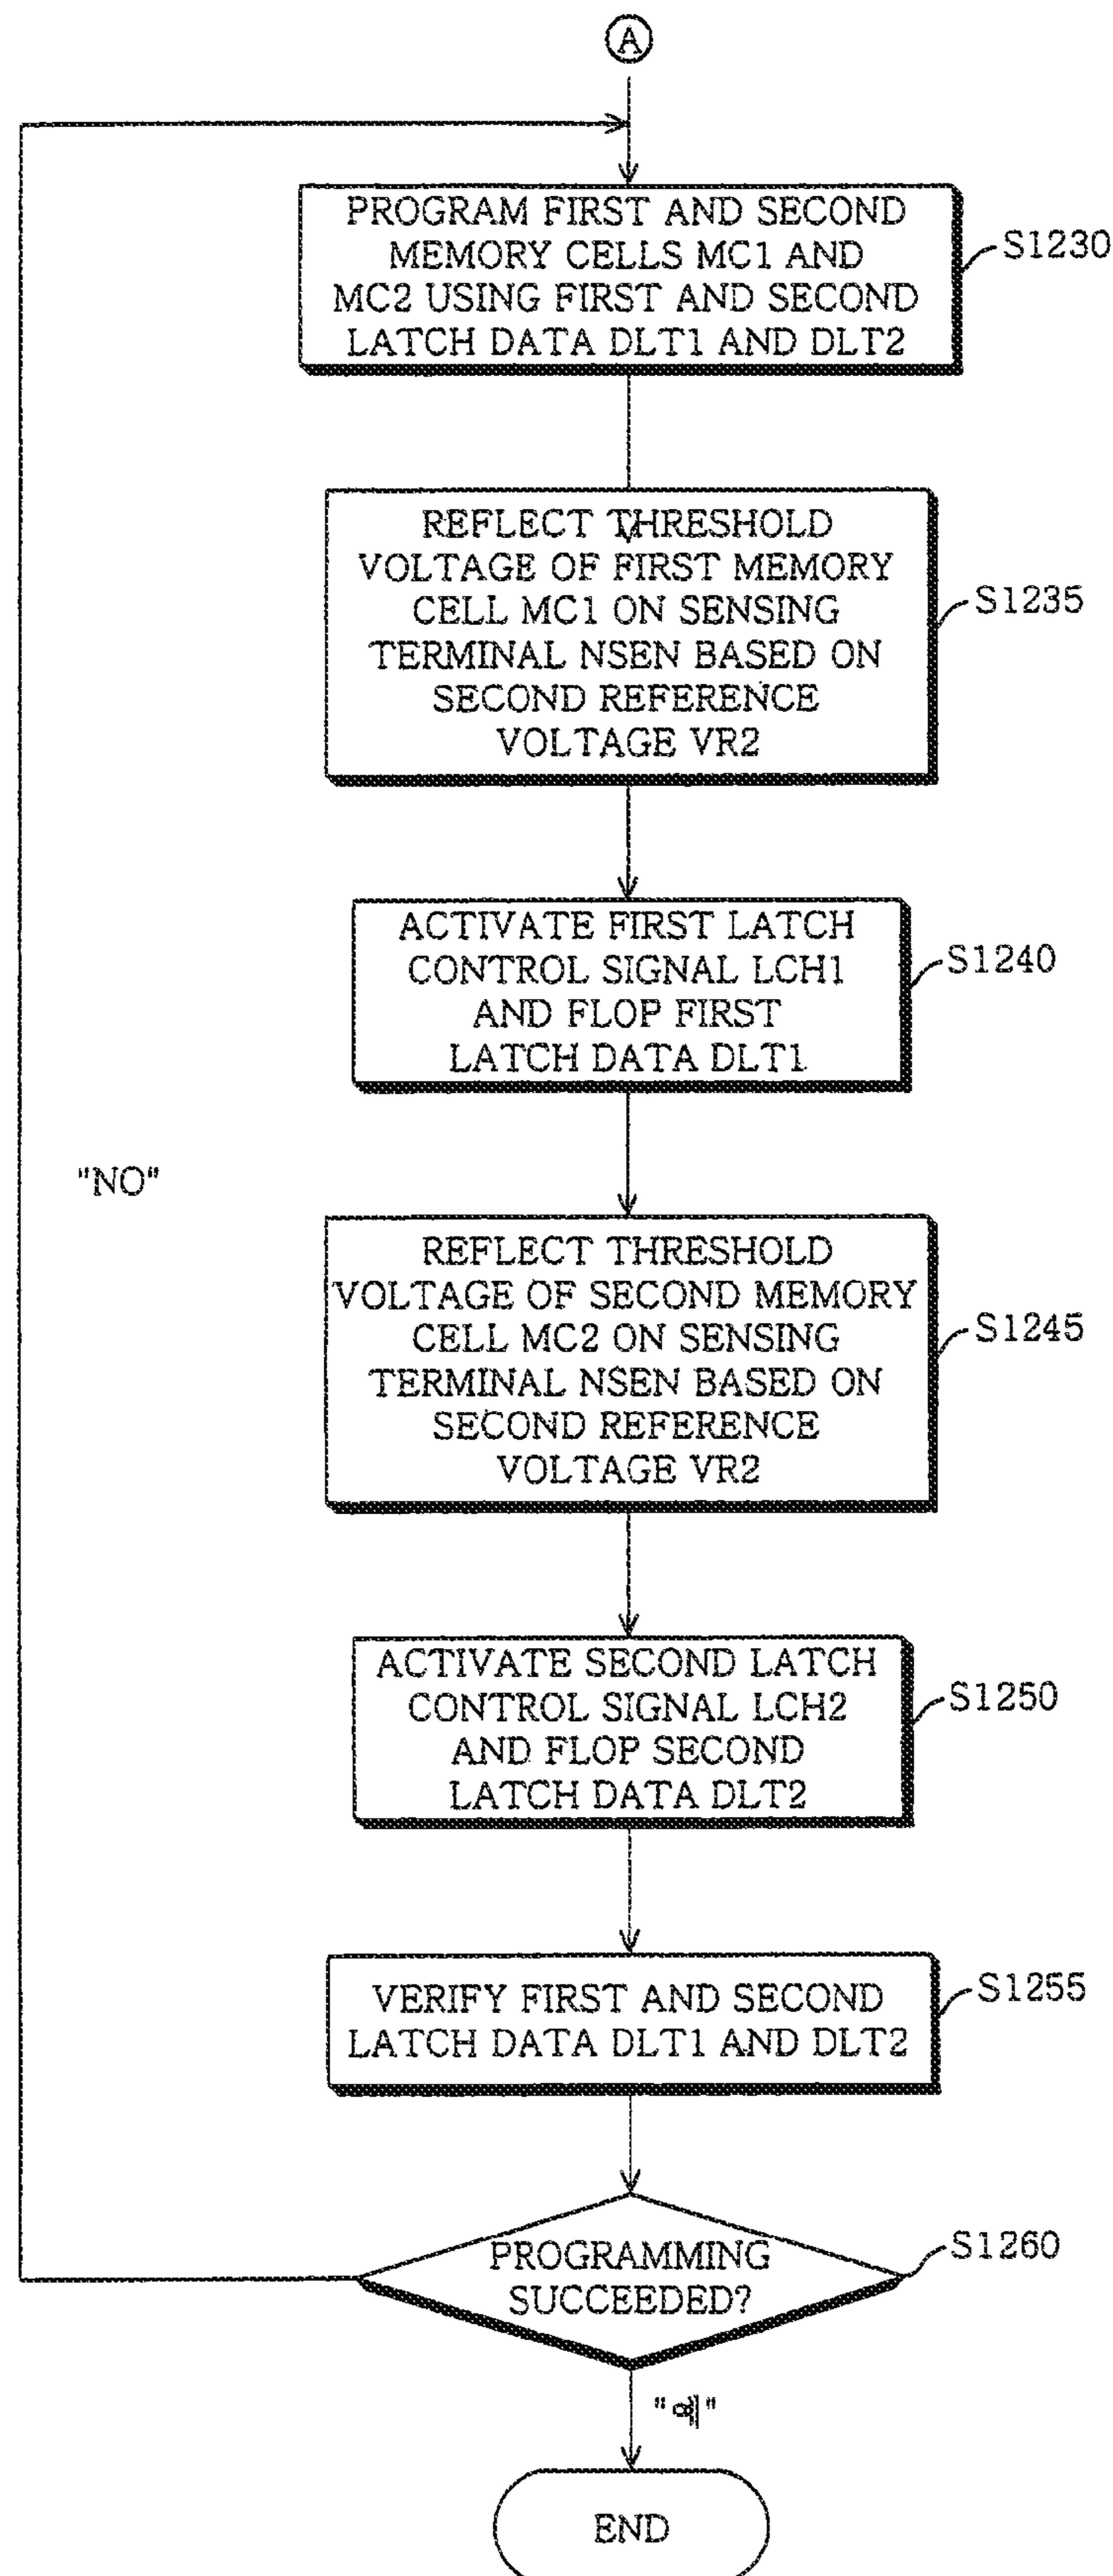 A
PROGRAM FIRST AND SECOND
MEMORY CELLS MC1 AND
MC2 USING FIRST AND SECOND
LATCH DATA DLT1 AND DLT2
S1230
REFLECT THRESHOLD
VOLTAGE OF FIRST MEMORY
CELL MC1 ON SENSING
TERMINAL NSEN BASED ON
SECOND REFERENCE
VOLTAGE VR2
S1235
ACTIVATE FIRST LATCH
CONTROL SIGNAL LCH1
AND FLOP FIRST
LATCH DATA DLT1
S1240
"NO"
REFLECT THRESHOLD
VOLTAGE OF SECOND MEMORY
CELL MC2 ON SENSING
TERMINAL NSEN BASED ON
SECOND REFERENCE
VOLTAGE VR2
S1245
ACTIVATE SECOND LATCH
CONTROL SIGNAL LCH2
AND FLOP SECOND
LATCH DATA DLT2
S1250
VERIFY FIRST AND SECOND
LATCH DATA DLT1 AND DLT2
S1255
PROGRAMMING
SUCCEEDED?
S1260
END